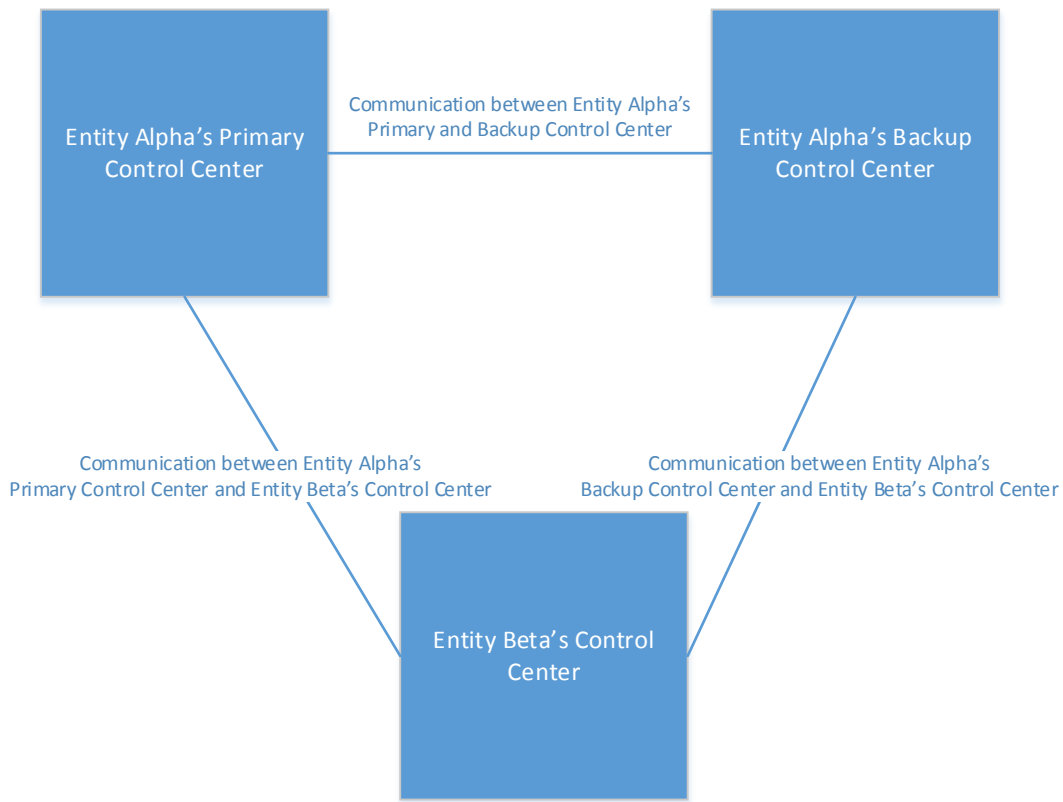 Communication between Entity Alpha's
Primary and Backup Control Center
Entity Alpha's Primary
Control Center
Entity Alpha's Backup
Control Center
Communication between Entity Alpha's
Primary Control Center and Entity Beta's Control Center
Communication between Entity Alpha's
Backup Control Center and Entity Beta's Control Center
Entity Beta's Control
Center